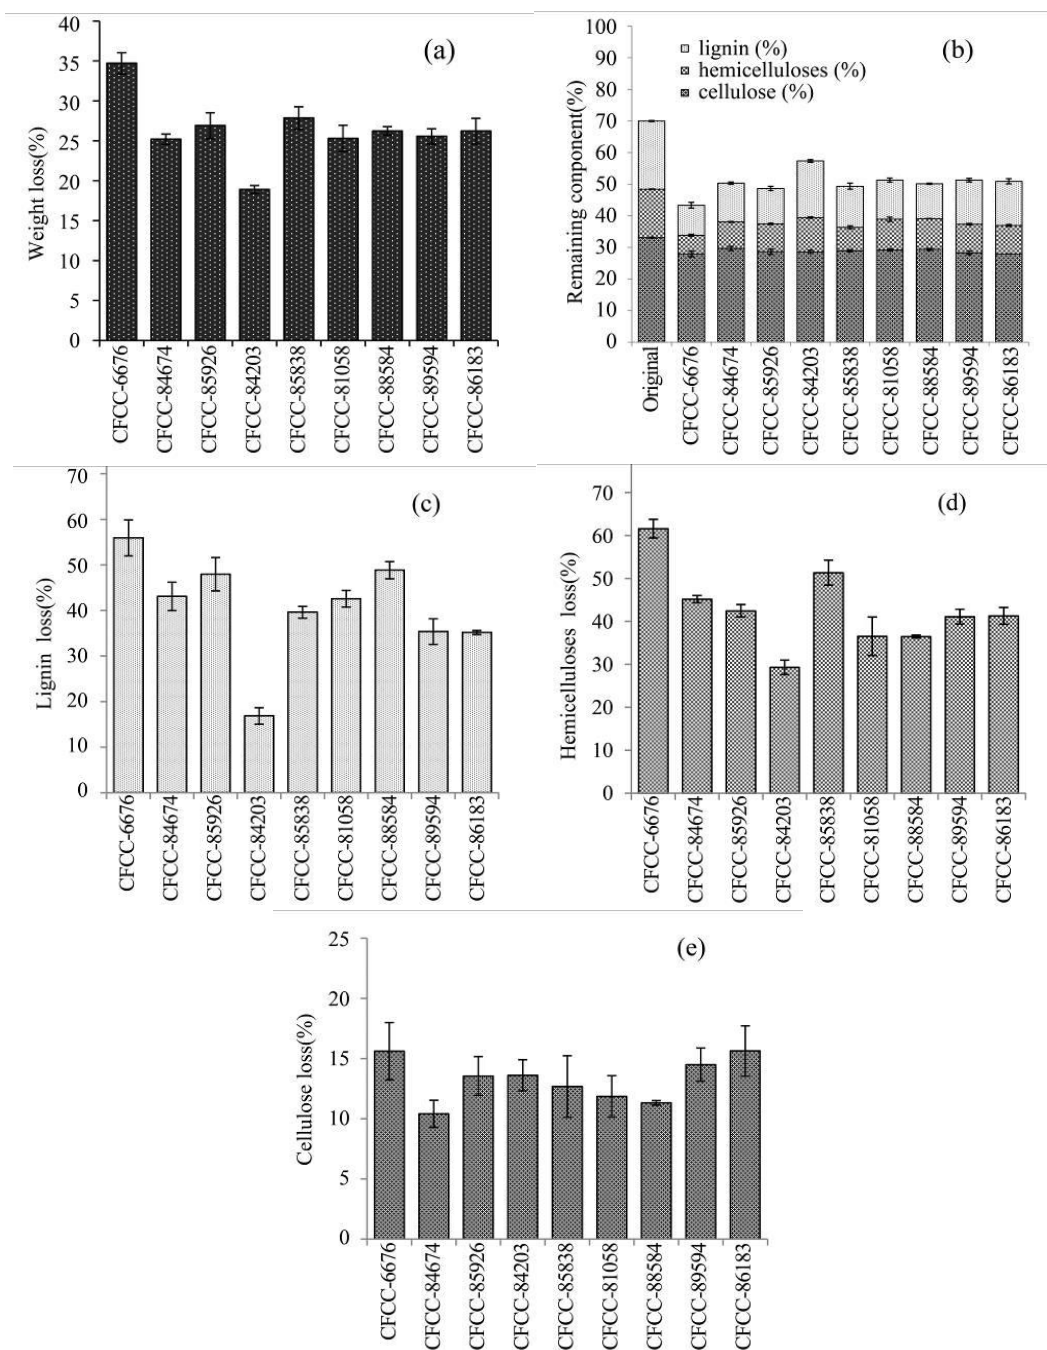 (a)
Weight loss(%)
40
35
30
25
20
15
10
5
0
CFCC-6676
CFCC-84674
CFCC-85926
CFCC-84203
CFCC-85838
CFCC-81058
CFCC-88584
CFCC-89594
CFCC-86183
(b)
lignin (%)
hemicelluloses (%)
cellulose (%)
Remaining conponent(%)
100
90
80
70
60
50
40
30
20
10
0
Original
CFCC-6676
CFCC-84674
CFCC-85926
CFCC-84203
CFCC-85838
CFCC-81058
CFCC-88584
CFCC-89594
CFCC-86183
(c)
Lignin loss(%)
70
60
50
40
30
20
10
0
CFCC-6676
CFCC-84674
CFCC-85926
CFCC-84203
CFCC-85838
CFCC-81058
CFCC-88584
CFCC-89594
CFCC-86183
(d)
Hemicelluloses loss(%)
70
60
50
40
30
20
10
0
CFCC-6676
CFCC-84674
CFCC-85926
CFCC-84203
CFCC-85838
CFCC-81058
CFCC-88584
CFCC-89594
CFCC-86183
(e)
Cellulose loss(%)
25
20
15
10
5
0
CFCC-6676
CFCC-84674
CFCC-85926
CFCC-84203
CFCC-85838
CFCC-81058
CFCC-88584
CFCC-89594
CFCC-86183